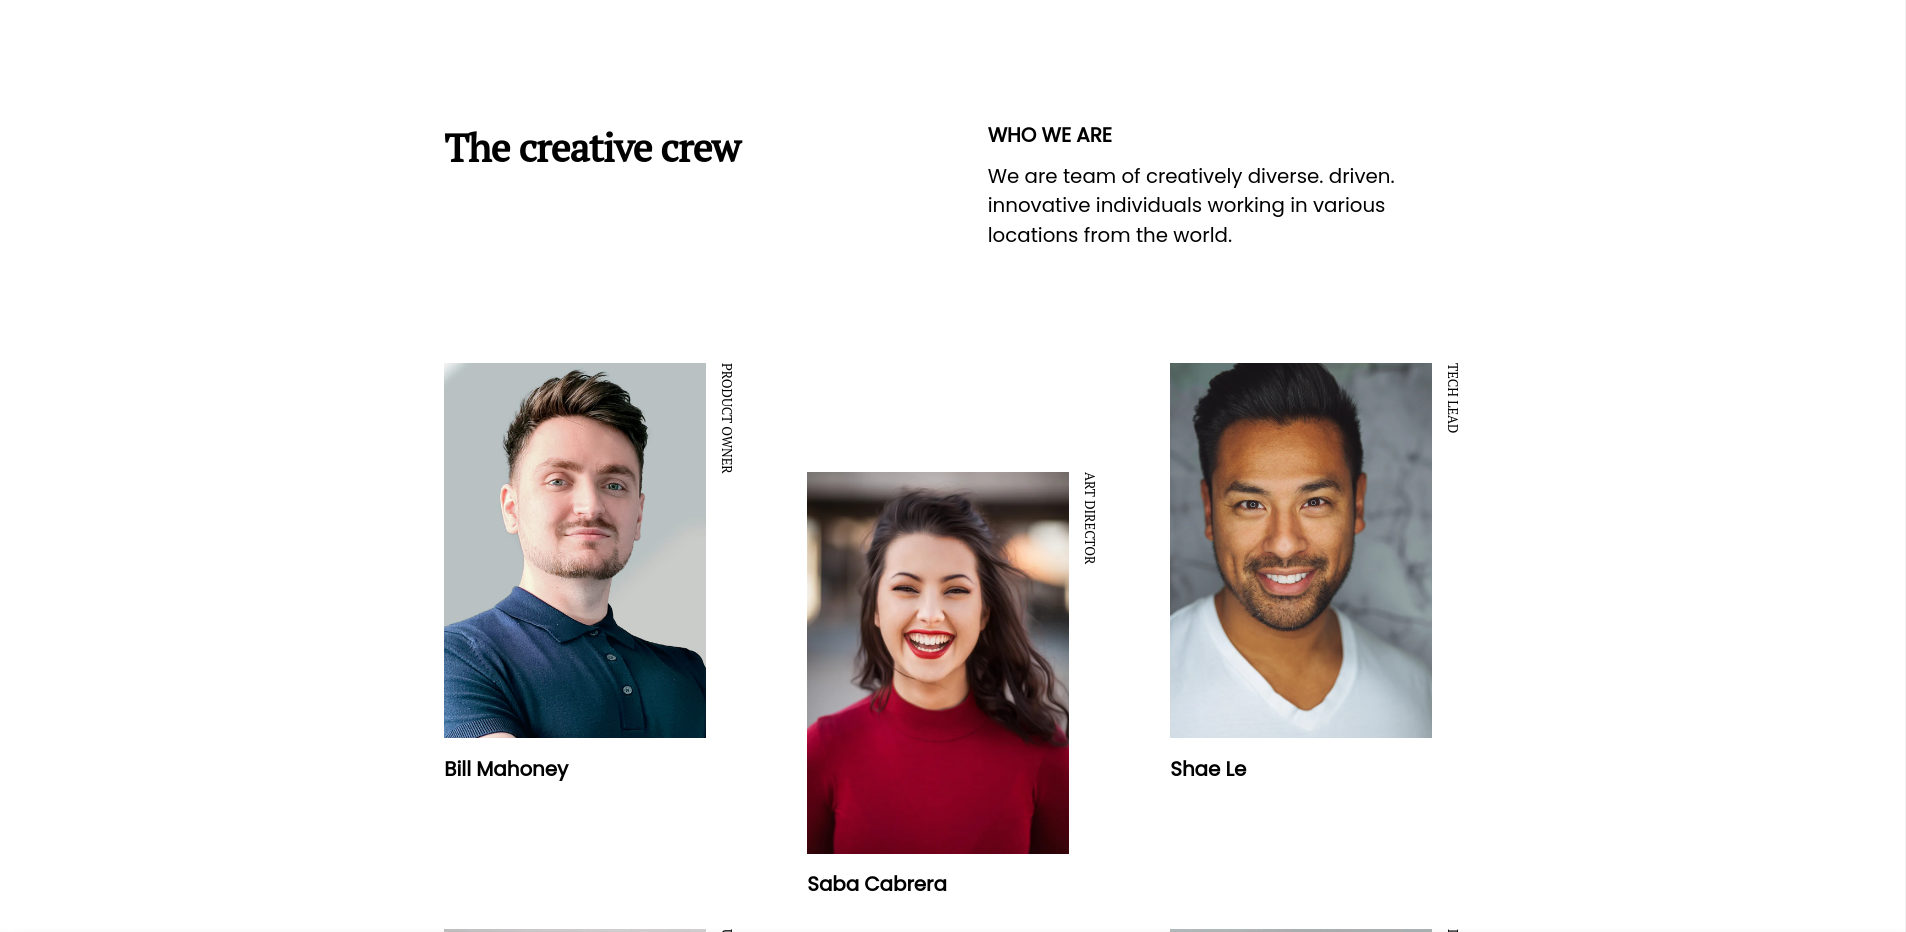 The creative crew
WHO WE ARE
We are team of creatively diverse. driven.
innovative individuals working in various
locations from the world.
PRODUCT OWNER
Bill Mahoney
ART DIRECTOR
Saba Cabrera
TECH LEAD
Shae Le